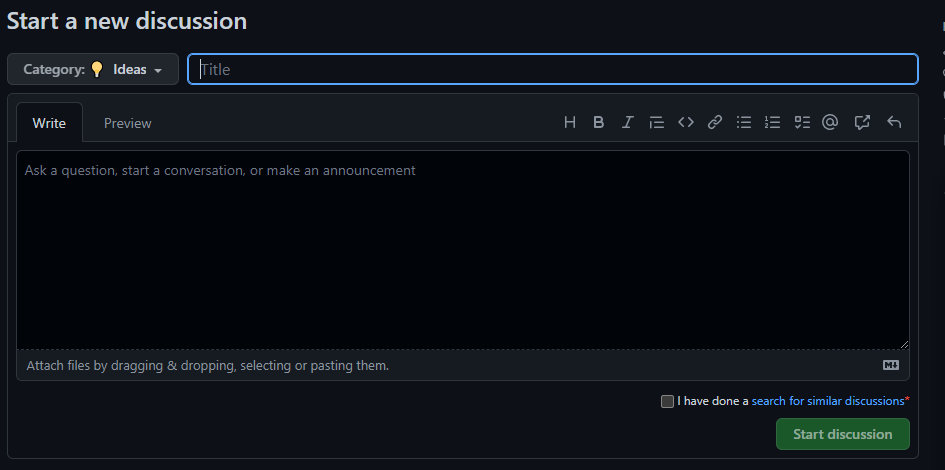 Start a new discussion
Category: 💡 Ideas
Title
Write Preview
Ask a question, start a conversation, or make an announcement
Attach files by dragging & dropping, selecting or pasting them.
I have done a search for similar discussions*
Start discussion